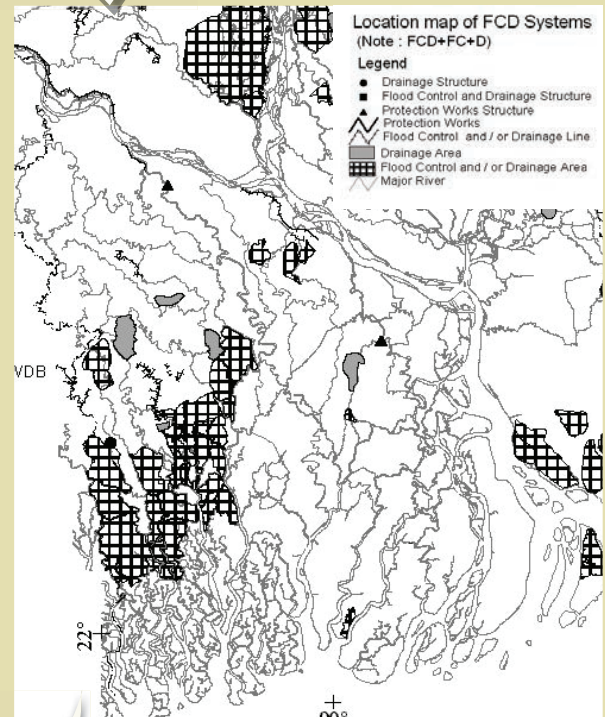 Location map of FCD Systems
(Note : FCD+FC+D)
Legend
Drainage Structure
Flood Control and Drainage Structure
Protection Works Structure
Protection Works
Flood Control and / or Drainage Line
Drainage Area
Flood Control and / or Drainage Area
Major River
WDB
22°